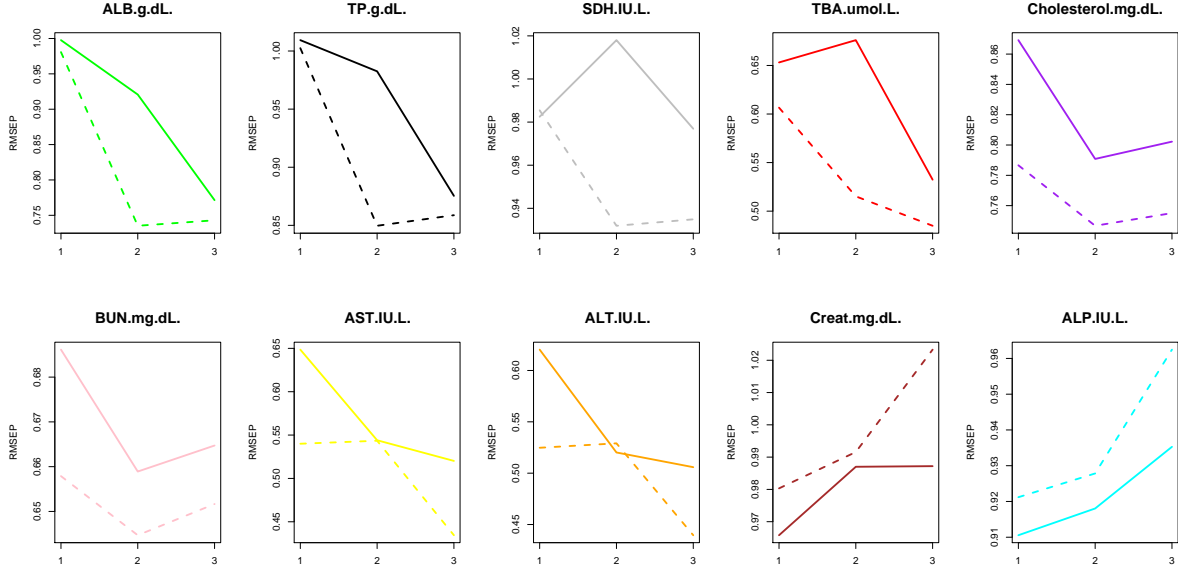 ALB.g.dL.
TP.g.dL.
SDH.IU.L.
TBA.umol.L.
Cholesterol.mg.dL.
RMSEP
0.75 0.80 0.85 0.90 0.95 1.00
1 2 3
RMSEP
0.85 0.90 0.95 1.00
1 2 3
RMSEP
0.94 0.96 0.98 1.00 1.02
1 2 3
RMSEP
0.50 0.55 0.60 0.65
1 2 3
RMSEP
0.76 0.78 0.80 0.82 0.84 0.86
1 2 3
BUN.mg.dL.
AST.IU.L.
ALT.IU.L.
Creat.mg.dL.
ALP.IU.L.
RMSEP
0.65 0.66 0.67 0.68
1 2 3
RMSEP
0.45 0.50 0.55 0.60 0.65
1 2 3
RMSEP
0.45 0.50 0.55 0.60
1 2 3
RMSEP
0.97 0.98 0.99 1.00 1.01 1.02
1 2 3
RMSEP
0.91 0.92 0.93 0.94 0.95 0.96
1 2 3